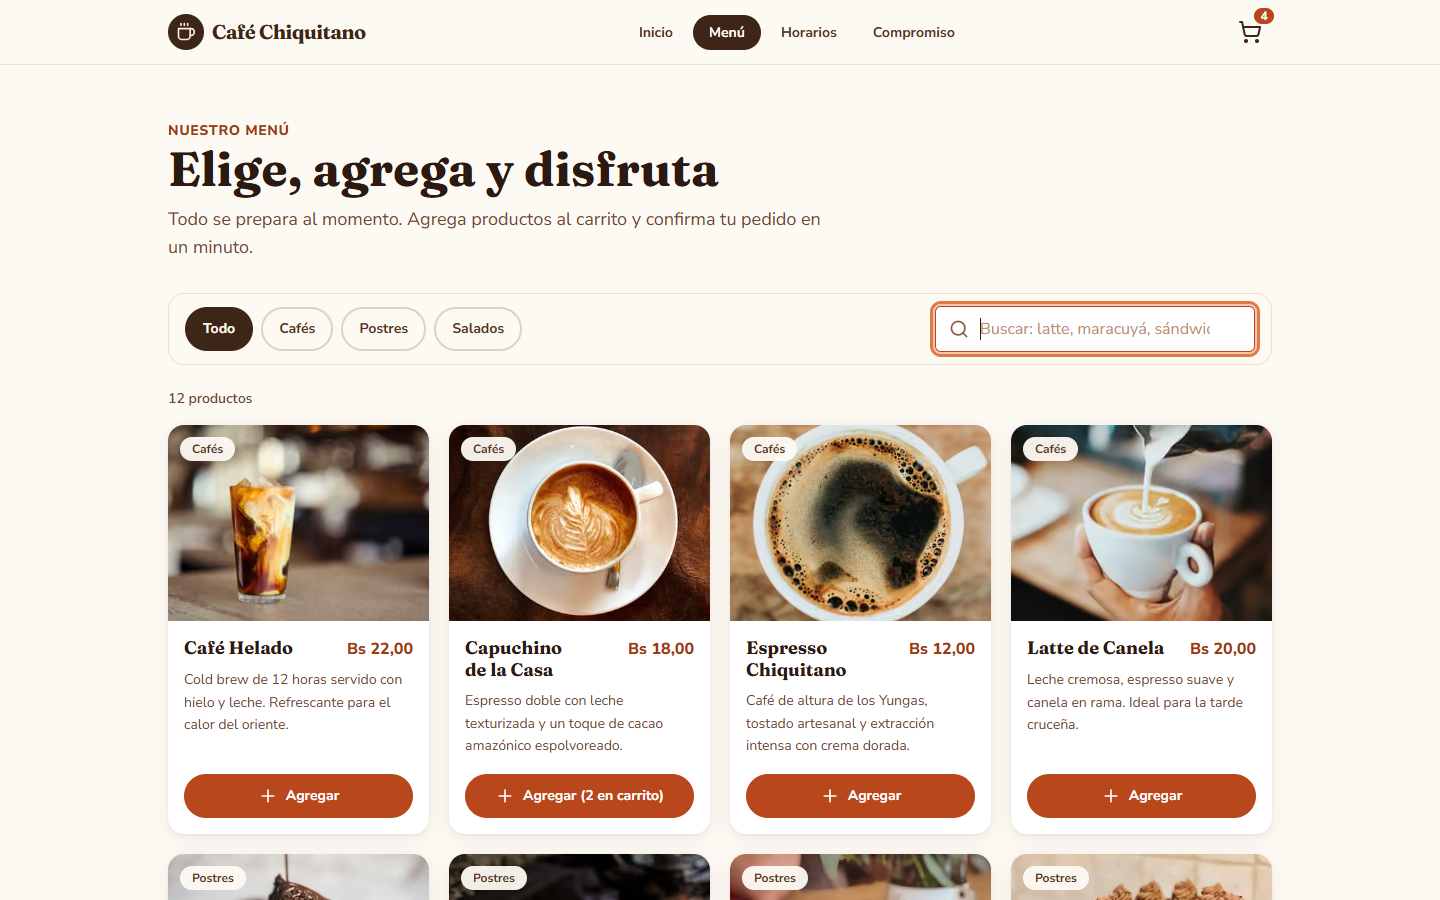 Café Chiquitano
Inicio
Menú
Horarios
Compromiso
4
NUESTRO MENÚ
Elige, agrega y disfruta
Todo se prepara al momento. Agrega productos al carrito y confirma tu pedido en
un minuto.
Todo
Cafés
Postres
Salados
Buscar: latte, maracuyá,
12 productos
Cafés
Cafés
Cafés
Cafés
Café Helado
Bs 22,00
Cold brew de 12 horas servido con
hielo y leche. Refrescante para el
calor del oriente.
Agregar
Capuchino
de la Casa
Bs 18,00
Espresso doble con leche
texturizada y un toque de cacao
amazónico espolvoreado.
Agregar (2 en carrito)
Espresso
Chiquitano
Bs 12,00
Café de altura de los Yungas,
tostado artesanal y extracción
intensa con crema dorada.
Agregar
Latte de Canela
Bs 20,00
Leche cremosa, espresso suave y
canela en rama. Ideal para la tarde
cruceña.
Agregar
Postres
Postres
Postres
Postres